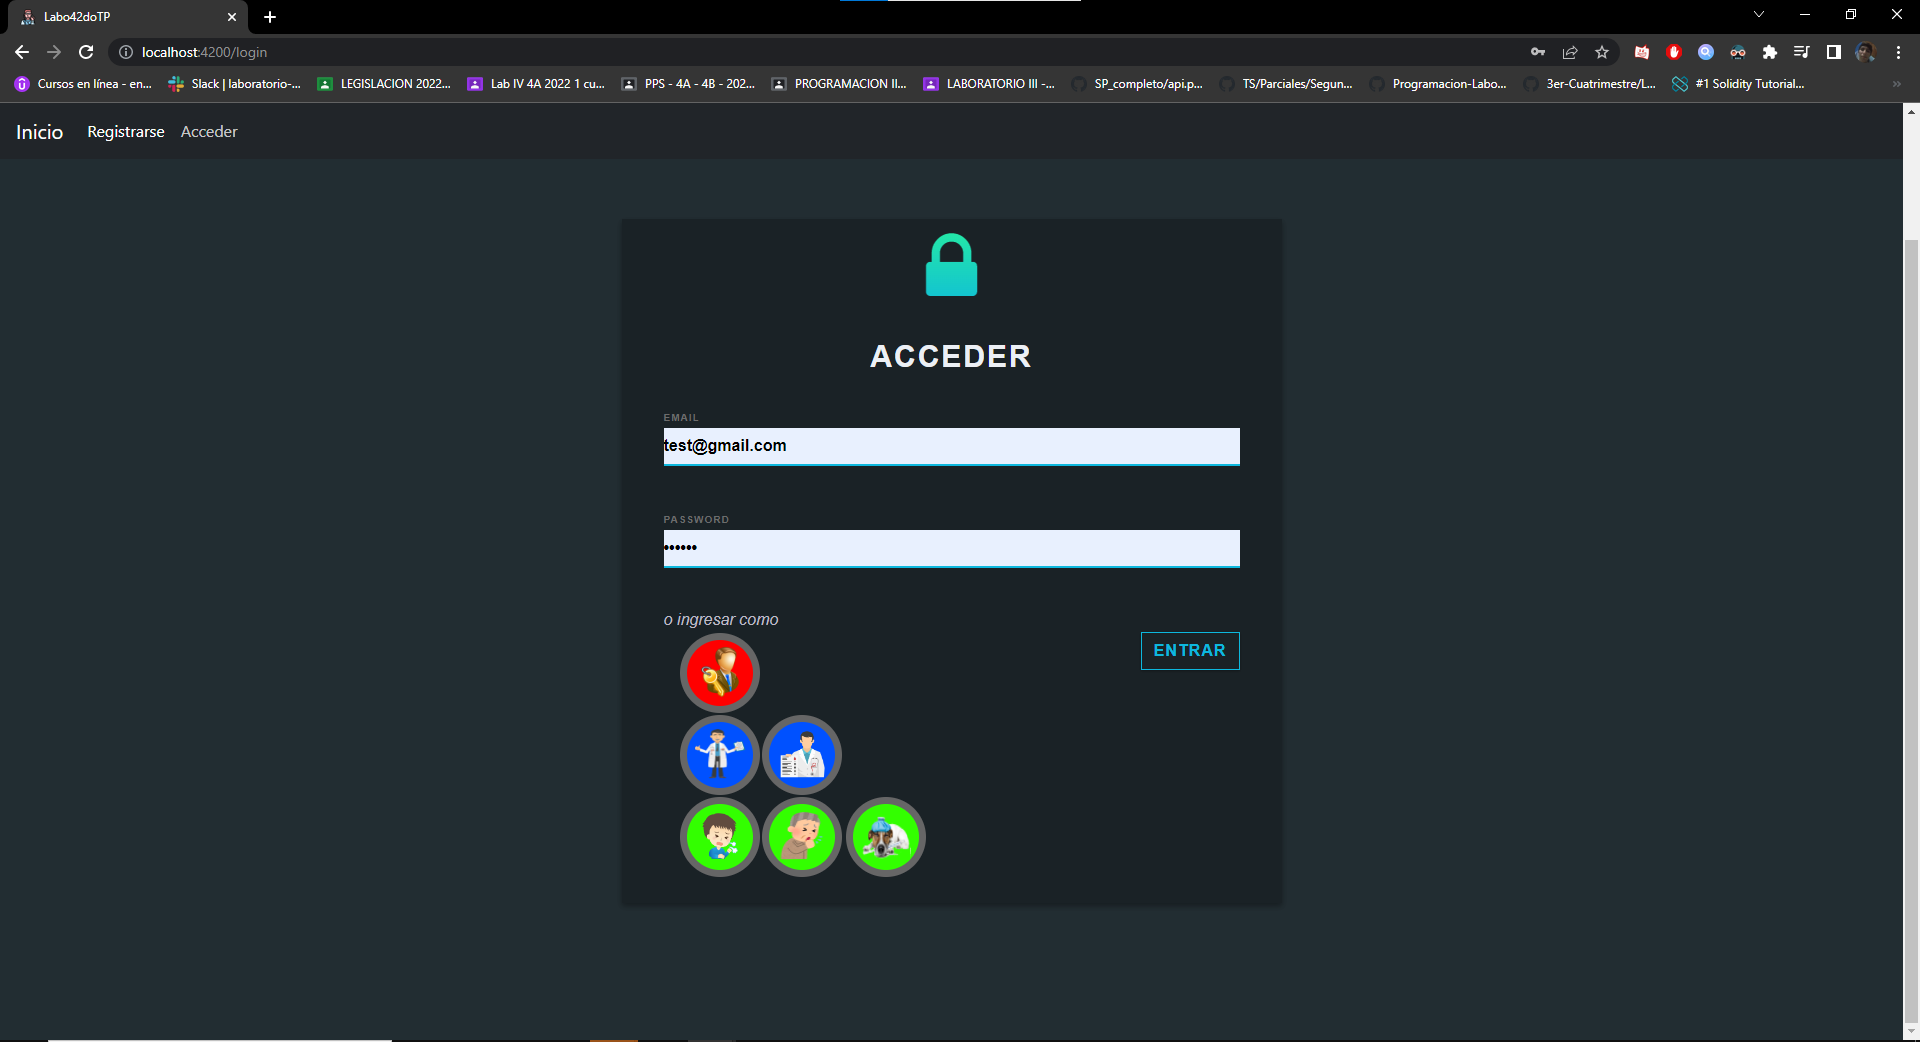 Labo42doTP
localhost:4200/login
Cursos en línea - en...
Slack | laboratorio-...
LEGISLACION 2022...
Lab IV 4A 2022 1 cu...
PPS - 4A - 4B - 202...
PROGRAMACION II...
LABORATORIO III -...
SP_completo/api.p...
TS/Parciales/Segun...
Programacion-Labo...
3er-Cuatrimestre/L...
#1 Solidity Tutorial...
Inicio Registrarse Acceder
ACCEDER
EMAIL
test@gmail.com
PASSWORD
••••••
o ingresar como
ENTRAR